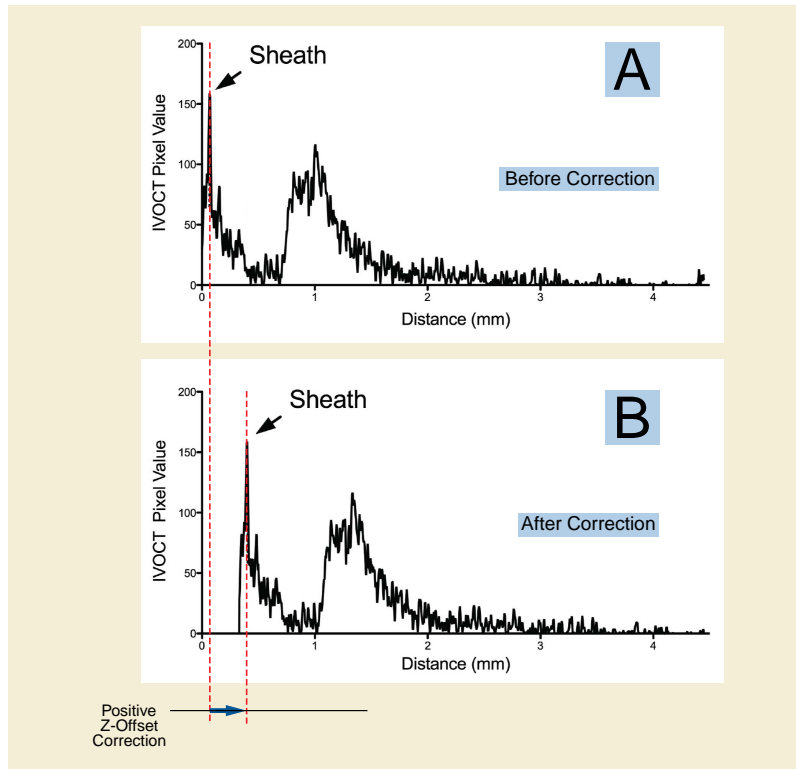 A
Sheath
Before Correction
IVOCT Pixel Value
200
150
100
50
0
0 1 2 3 4
Distance (mm)
B
Sheath
After Correction
IVOCT Pixel Value
200
150
100
50
0
0 1 2 3 4
Distance (mm)
Positive
Z-Offset
Correction